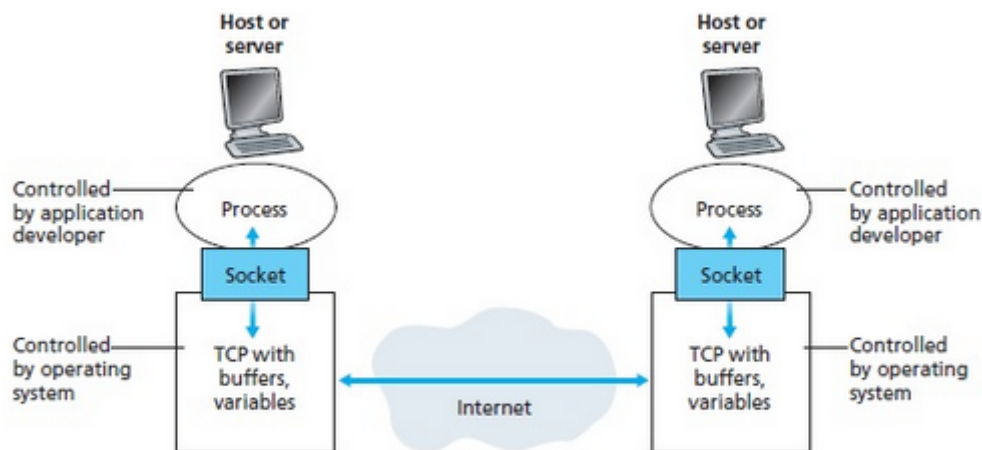 Host or
server
Host or
server
Controlled
by application
developer
Process
Process
Controlled
by application
developer
Socket
Socket
Controlled
by operating
system
TCP with
buffers,
variables
Internet
TCP with
buffers,
variables
Controlled
by operating
system